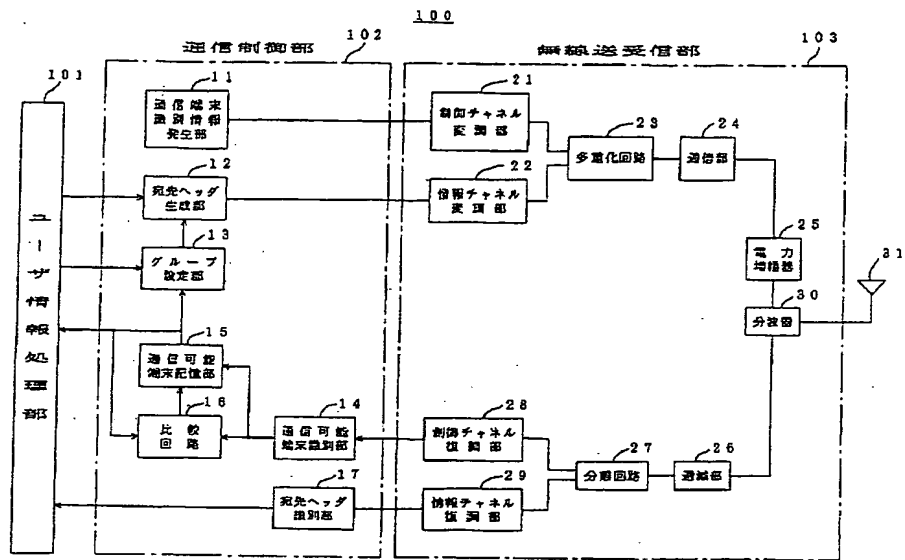 100
通信制御部
102
無線送受信部
103
101
ユーザ情報処理部
11
通信端末
識別情報
発生部
21
制御チャネル
変調部
23
多重化回路
24
送信部
12
宛先ヘッダ
生成部
22
情報チャネル
変調部
13
グループ
設定部
25
電力
増幅器
31
30
分波器
15
通信可能
端末記憶部
16
比較
回路
14
通信可能
端末識別部
28
制御チャネル
復調部
27
分離回路
26
17
宛先ヘッダ
識別部
29
情報チャネル
復調部